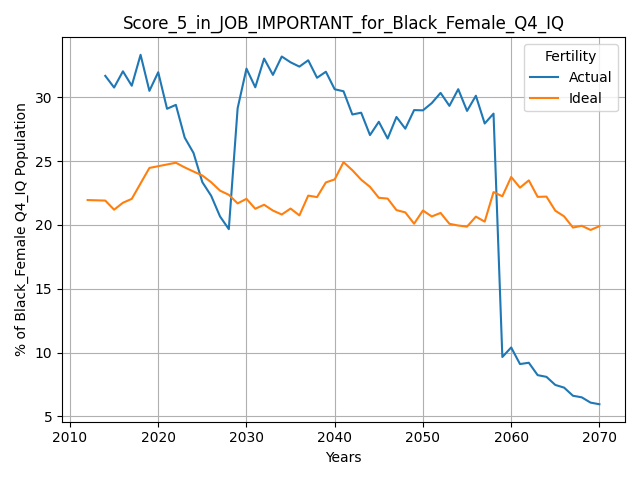 Score_5_in_JOB_IMPORTANT_for_Black_Female_Q4_IQ
Fertility
Actual
Ideal
% of Black_Female Q4_IQ Population
30
25
20
15
10
5
2010 2020 2030 2040 2050 2060 2070
Years